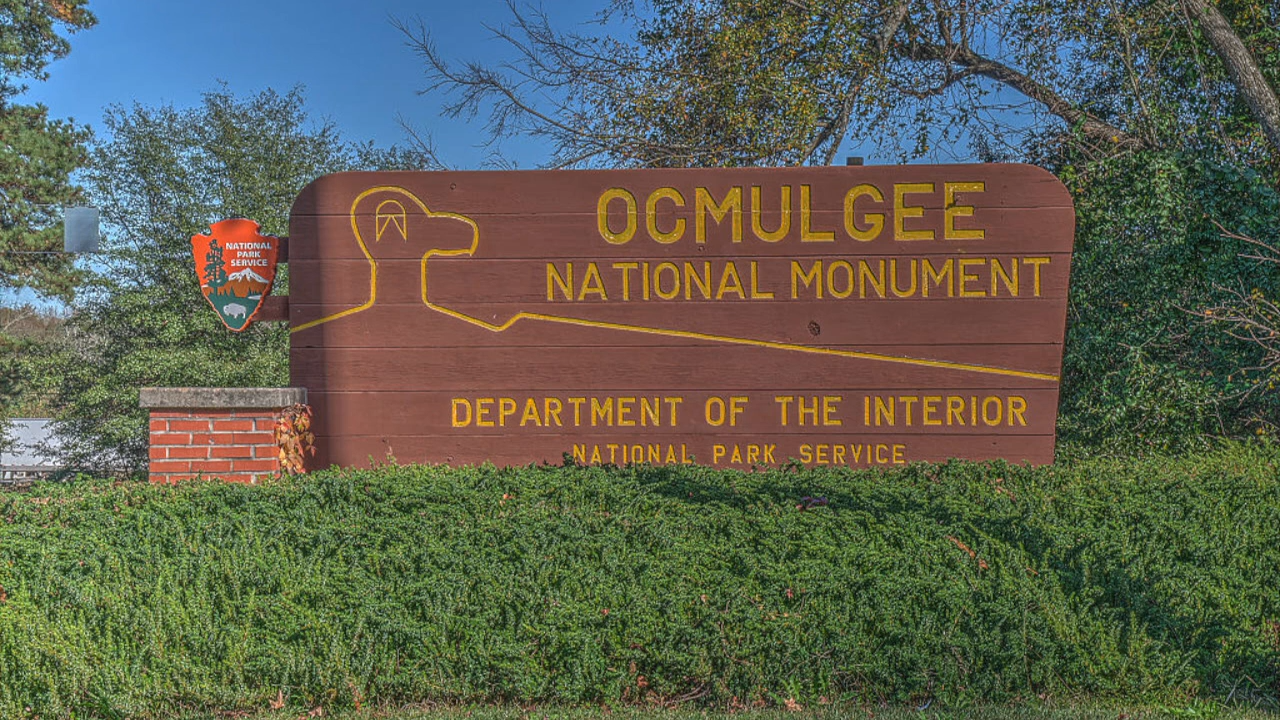 NATIONAL
PARK
SERVICE
OCMULGEE
NATIONAL MONUMENT
DEPARTMENT OF THE INTERIOR
NATIONAL PARK SERVICE